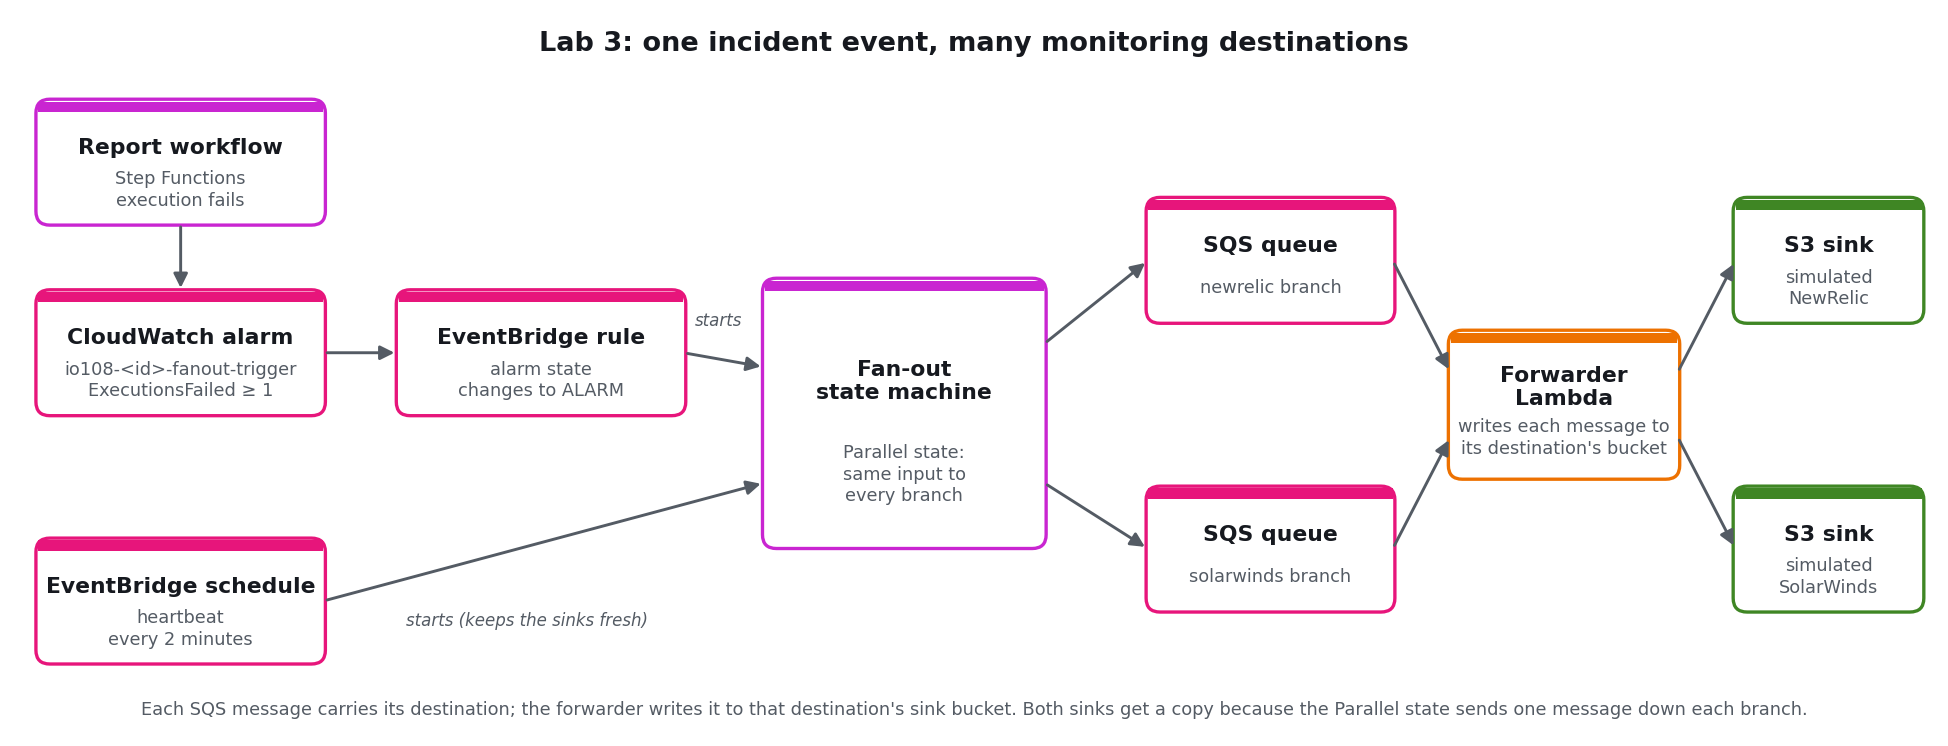 Lab 3: one incident event, many monitoring destinations
Report workflow
Step Functions
execution fails
CloudWatch alarm
io108-<id>-fanout-trigger
ExecutionsFailed ≥ 1
EventBridge rule
alarm state
changes to ALARM
starts
Fan-out
state machine
Parallel state:
same input to
every branch
EventBridge schedule
heartbeat
every 2 minutes
starts (keeps the sinks fresh)
SQS queue
newrelic branch
SQS queue
solarwinds branch
Forwarder
Lambda
writes each message to
its destination's bucket
S3 sink
simulated
NewRelic
S3 sink
simulated
SolarWinds
Each SQS message carries its destination; the forwarder writes it to that destination's sink bucket. Both sinks get a copy because the Parallel state sends one message down each branch.